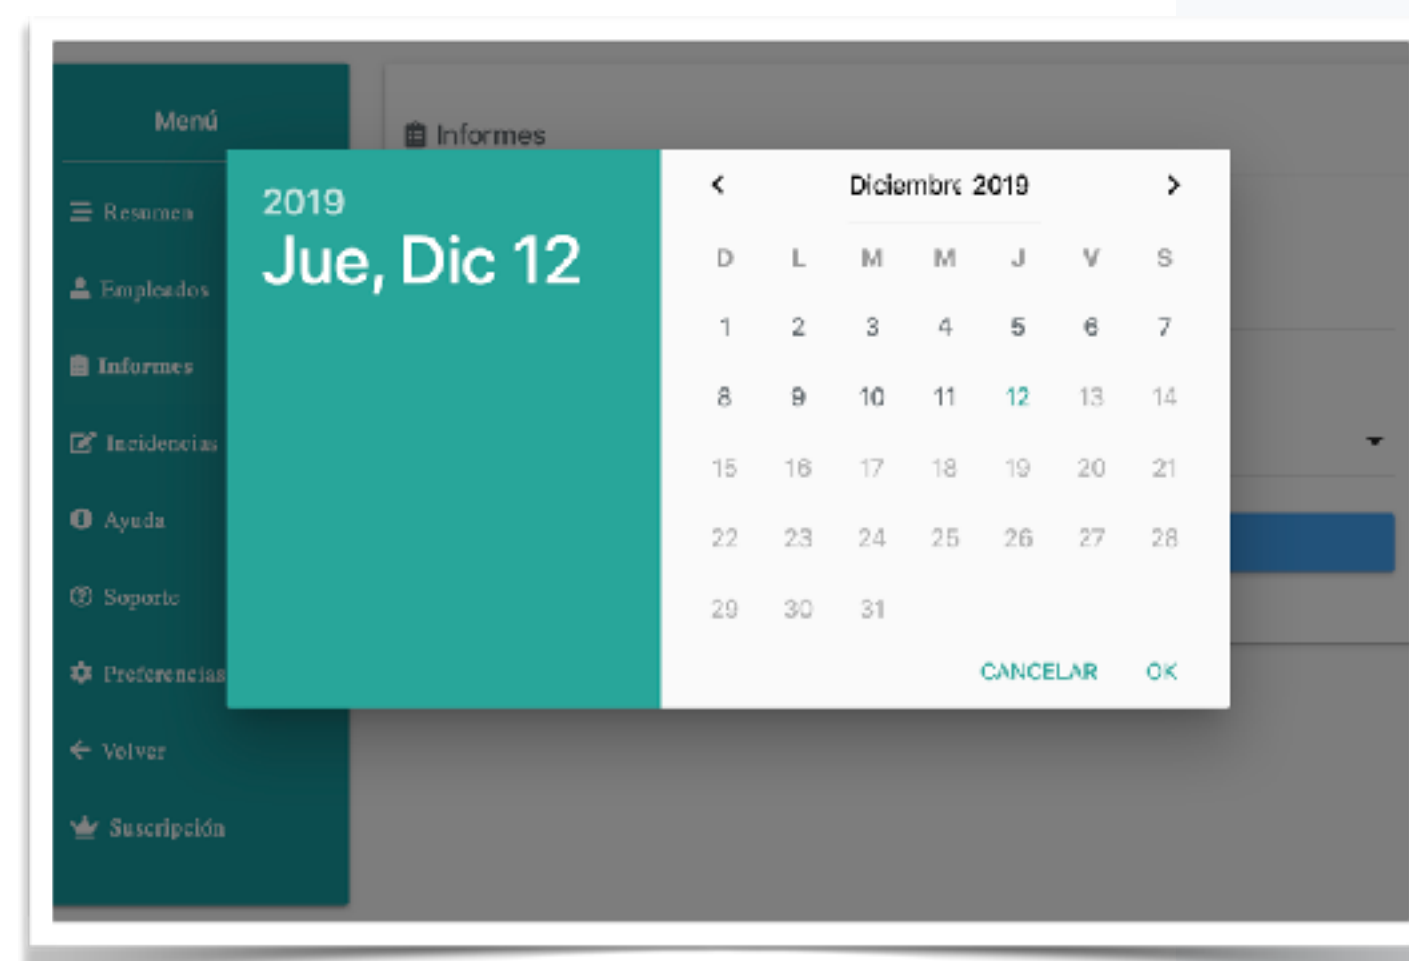 Menú
Resumen
Empleados
Informes
Incidencias
Ayuda
Soporte
Preferencias
Volver
Suscripción
Informes
2019
Jue, Dic 12
Diciembre 2019
D L M M J V S
1 2 3 4 5 6 7
8 9 10 11 12 13 14
15 16 17 18 19 20 21
22 23 24 25 26 27 28
29 30 31
CANCELAR OK